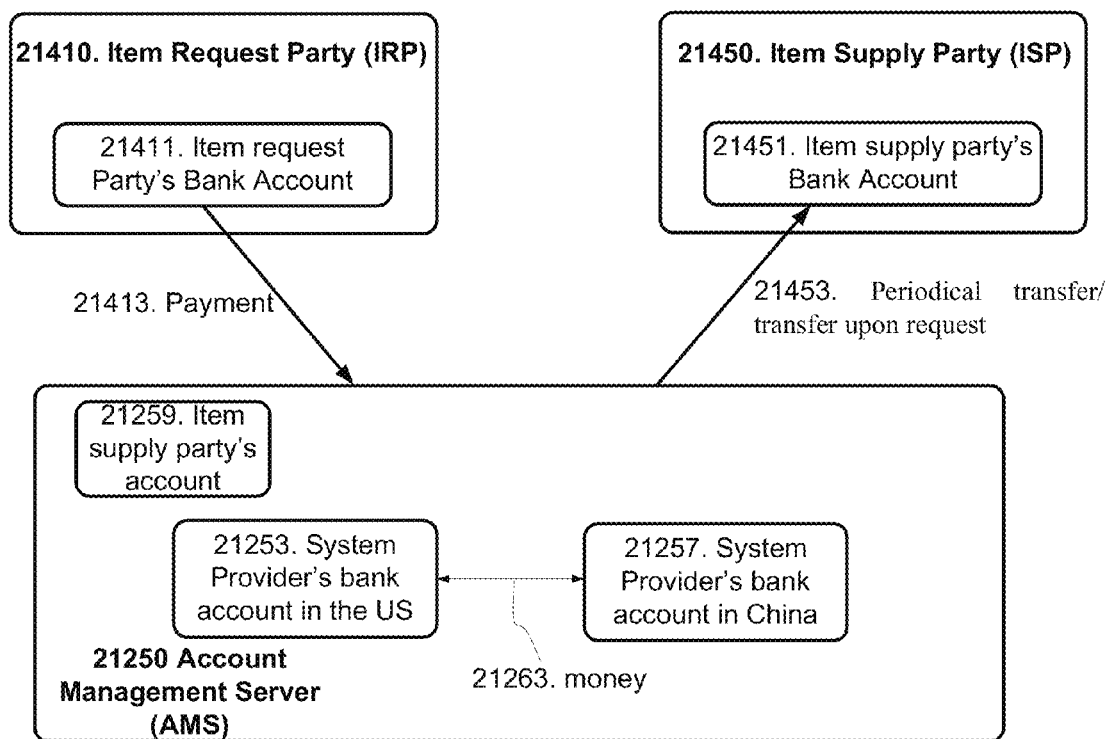 21410. Item Request Party (IRP)
21411. Item request
Party's Bank Account
21450. Item Supply Party (ISP)
21451. Item supply party's
Bank Account
21413. Payment
21453. Periodical transfer/
transfer upon request
21259. Item
supply party's
account
21253. System
Provider's bank
account in the US
21257. System
Provider's bank
account in China
21263. money
21250 Account
Management Server
(AMS)